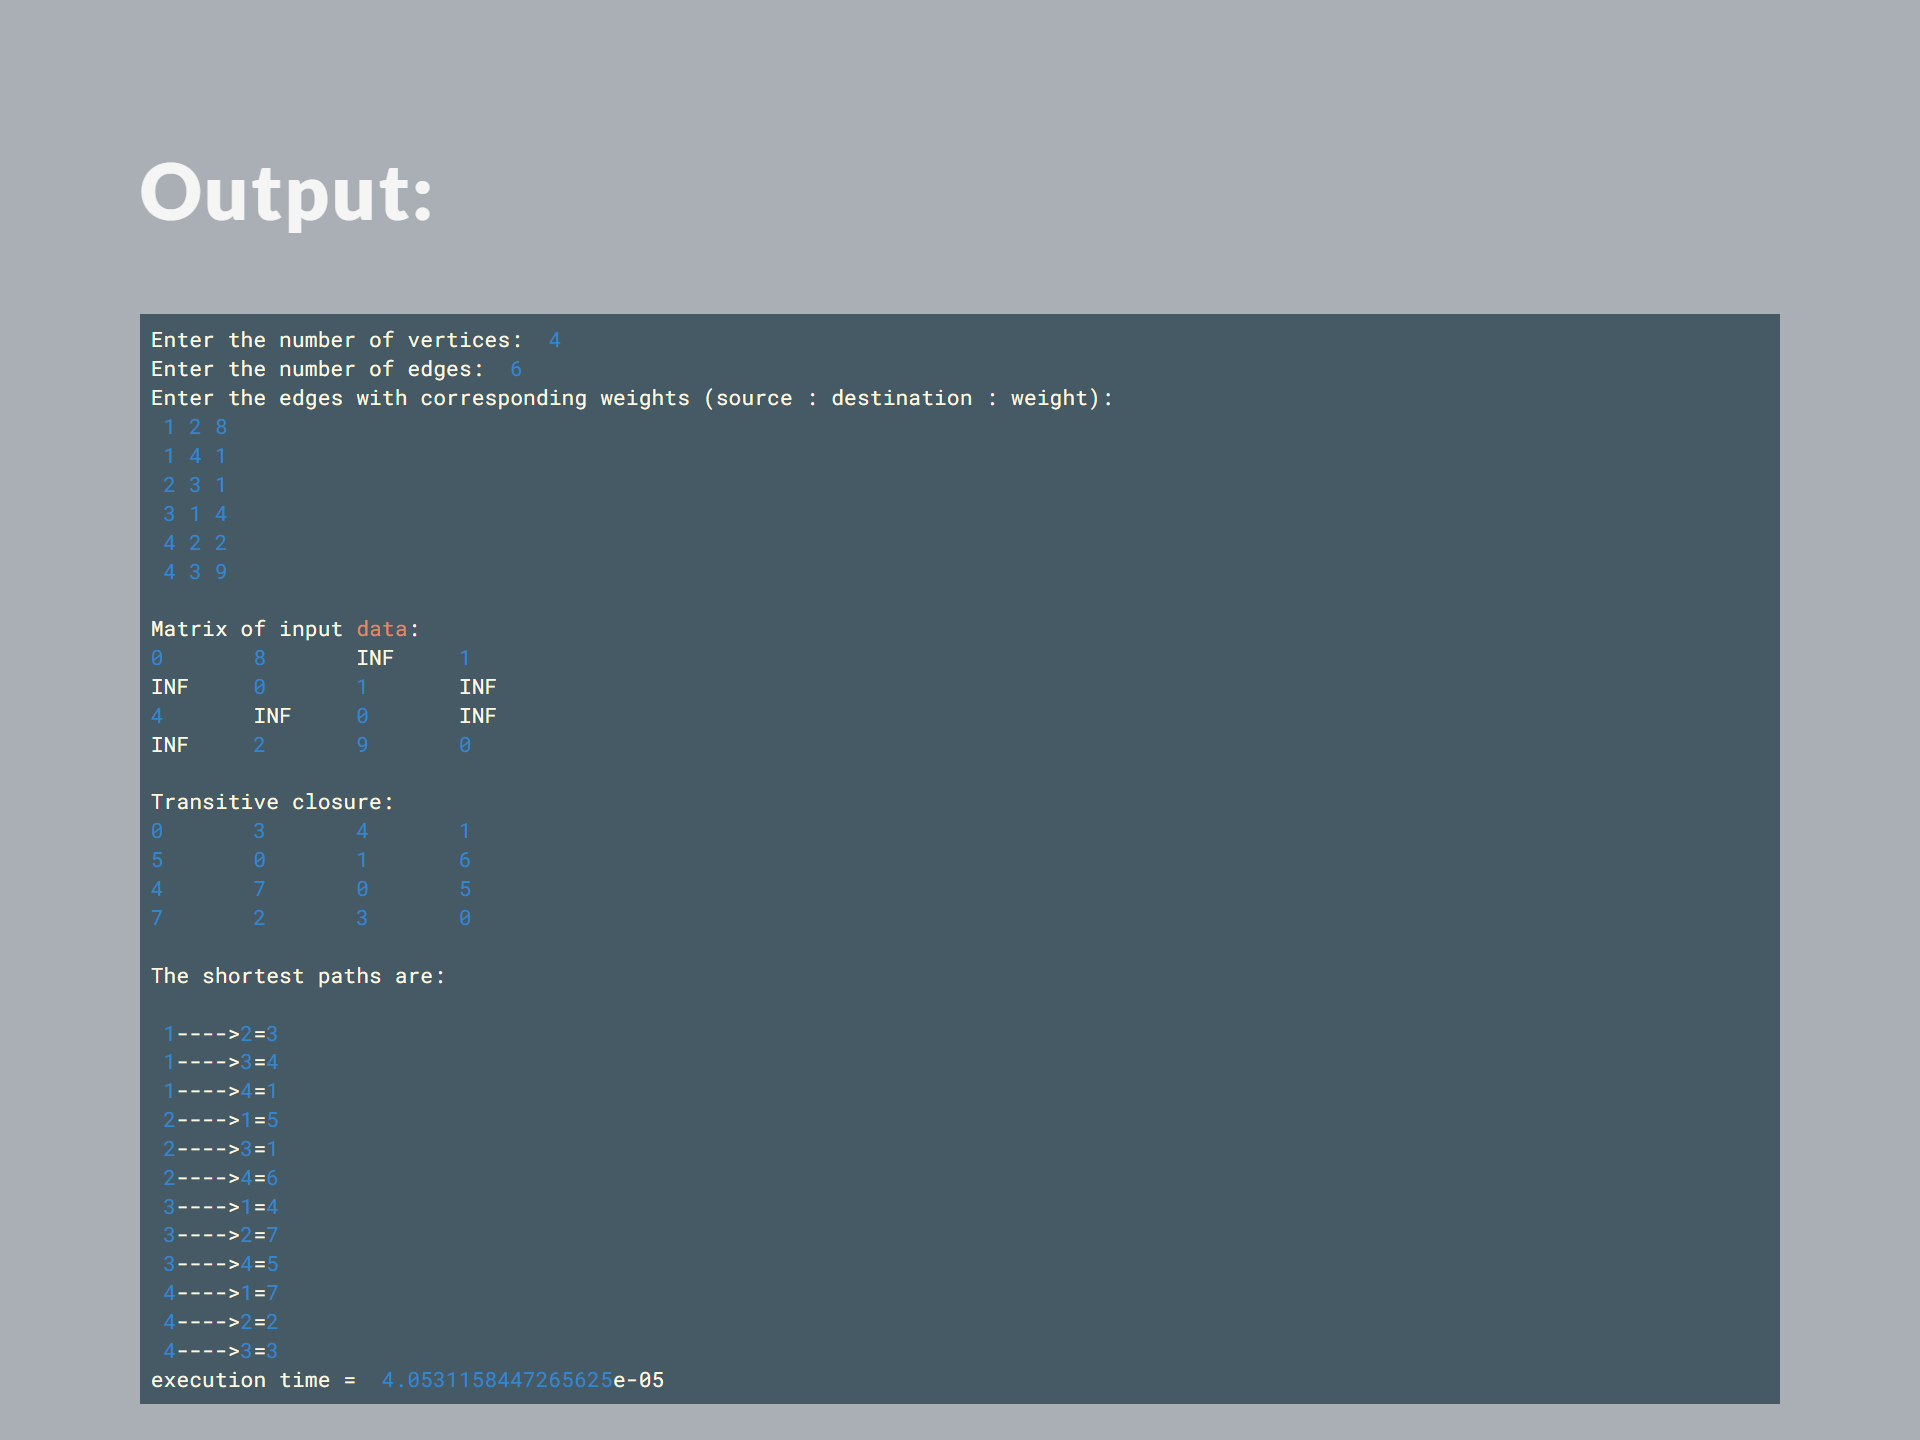 Output:
Enter the number of vertices:  4
Enter the number of edges:  6
Enter the edges with corresponding weights (source : destination : weight):
 1 2 8
 1 4 1
 2 3 1
 3 1 4
 4 2 2
 4 3 9
Matrix of input data:
0       8       INF     1
INF     0       1       INF
4       INF     0       INF
INF     2       9       0
Transitive closure:
0       3       4       1
5       0       1       6
4       7       0       5
7       2       3       0
The shortest paths are:
 1---->2=3
 1---->3=4
 1---->4=1
 2---->1=5
 2---->3=1
 2---->4=6
 3---->1=4
 3---->2=7
 3---->4=5
 4---->1=7
 4---->2=2
 4---->3=3
execution time =  4.0531158447265625e-05